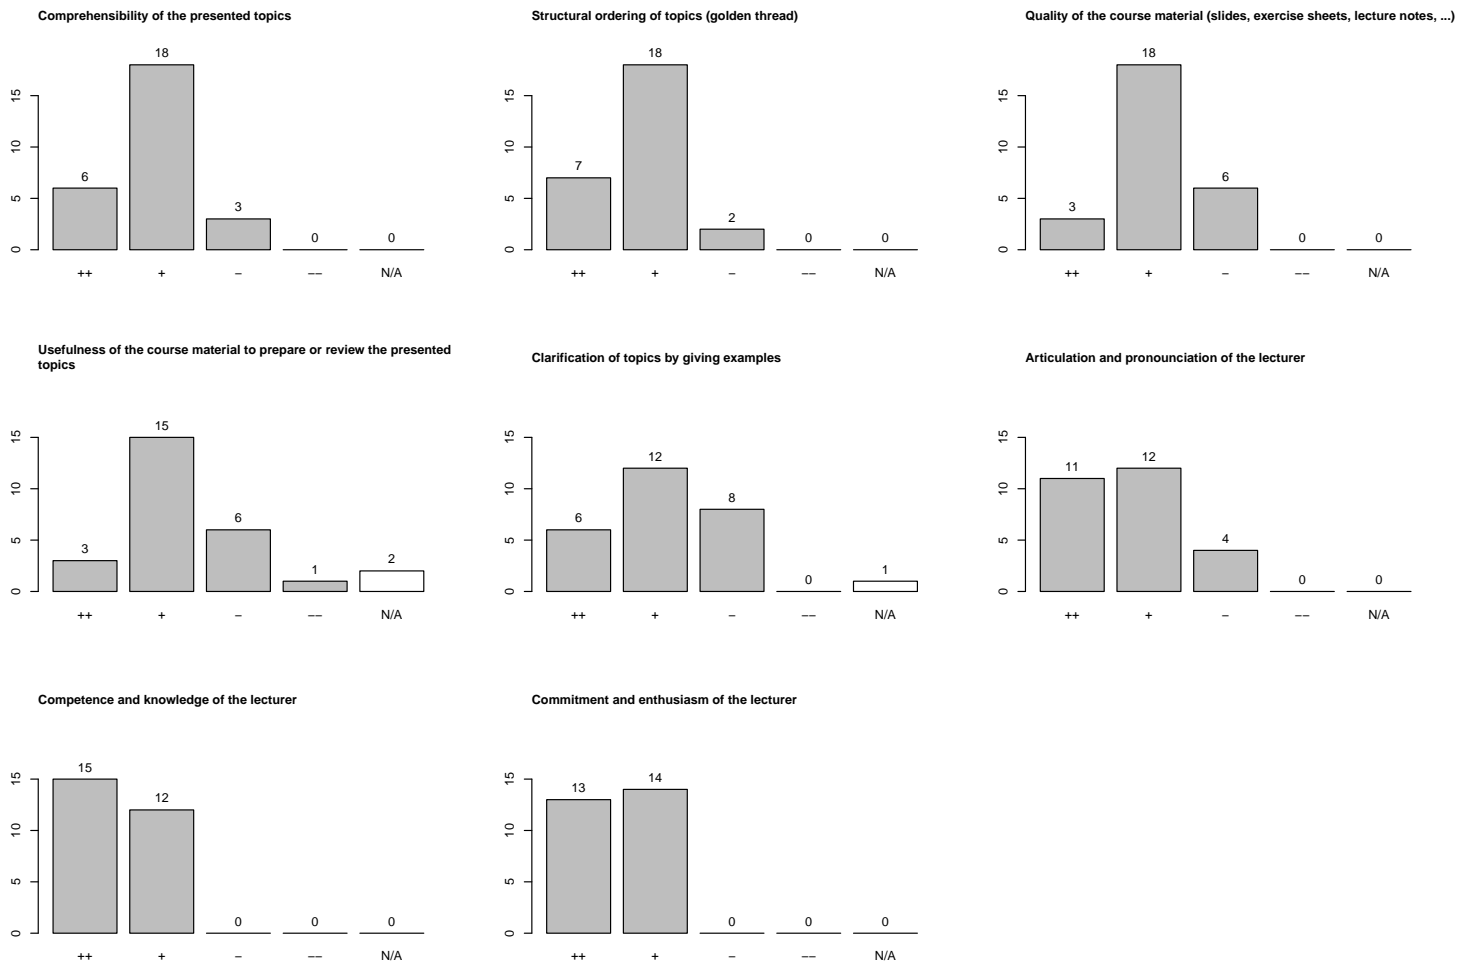 Comprehensibility of the presented topics
18
6
3
0
0
0 5 10 15
++ + − −− N/A
Structural ordering of topics (golden thread)
18
7
2
0
0
0 5 10 15
++ + − −− N/A
Quality of the course material (slides, exercise sheets, lecture notes, ...)
18
3
6
0
0
0 5 10 15
++ + − −− N/A
Usefulness of the course material to prepare or review the presented
topics
15
3
6
1
2
0 5 10 15
++ + − −− N/A
Clarification of topics by giving examples
12
6
8
0
1
0 5 10 15
++ + − −− N/A
Articulation and pronounciation of the lecturer
11
12
4
0
0
0 5 10 15
++ + − −− N/A
Competence and knowledge of the lecturer
15
12
0
0
0
0 5 10 15
++ + − −− N/A
Commitment and enthusiasm of the lecturer
13
14
0
0
0
0 5 10 15
++ + − −− N/A